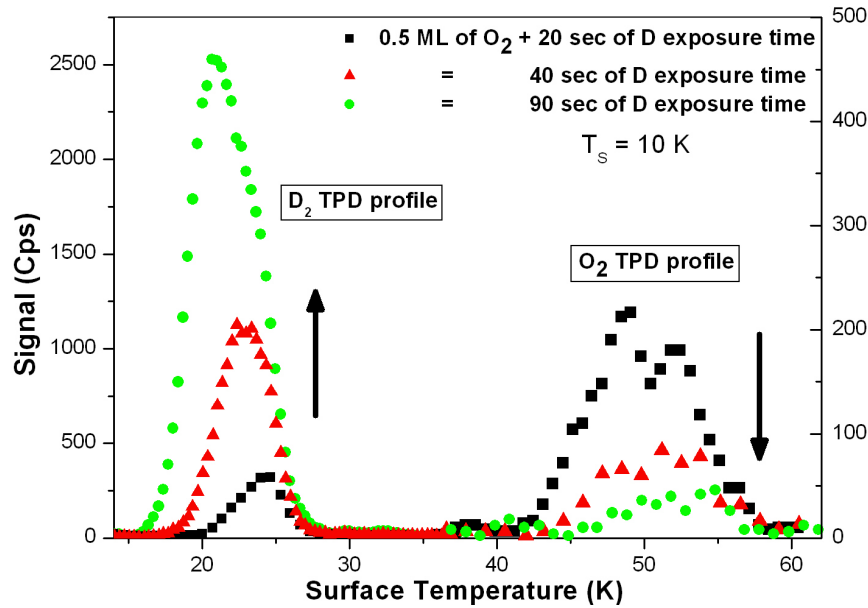 0.5 ML of O2 + 20 sec of D exposure time
= 40 sec of D exposure time
= 90 sec of D exposure time
TS = 10 K
D2 TPD profile
O2 TPD profile
Signal (Cps)
2500
2000
1500
1000
500
0
500
400
300
200
100
0
20 30 40 50 60
Surface Temperature (K)